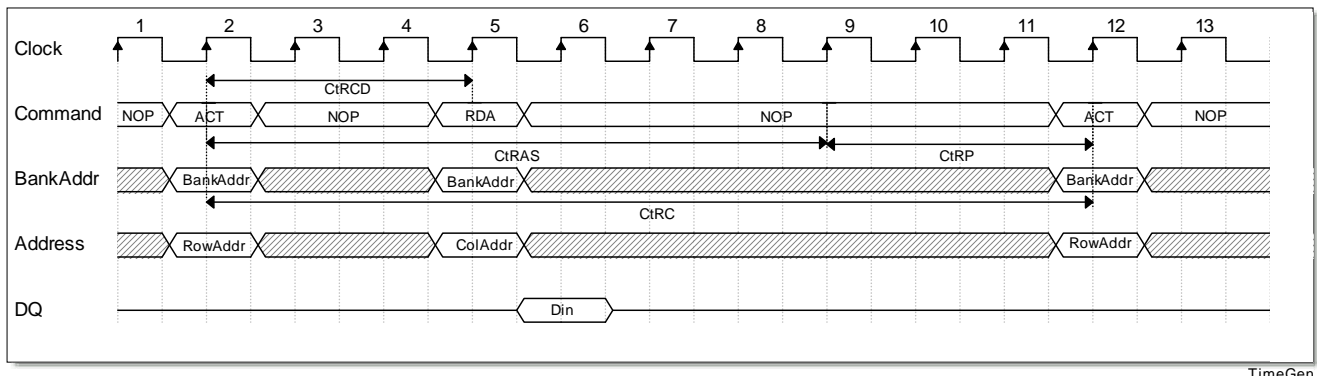 1 2 3 4 5 6 7 8 9 10 11 12 13
Clock
CtRCD
Command NOP ACT NOP RDA NOP ACT NOP
CtRAS CtRP
BankAddr BankAddr BankAddr BankAddr
CtRC
Address RowAddr ColAddr RowAddr
DQ Din
TimeGen